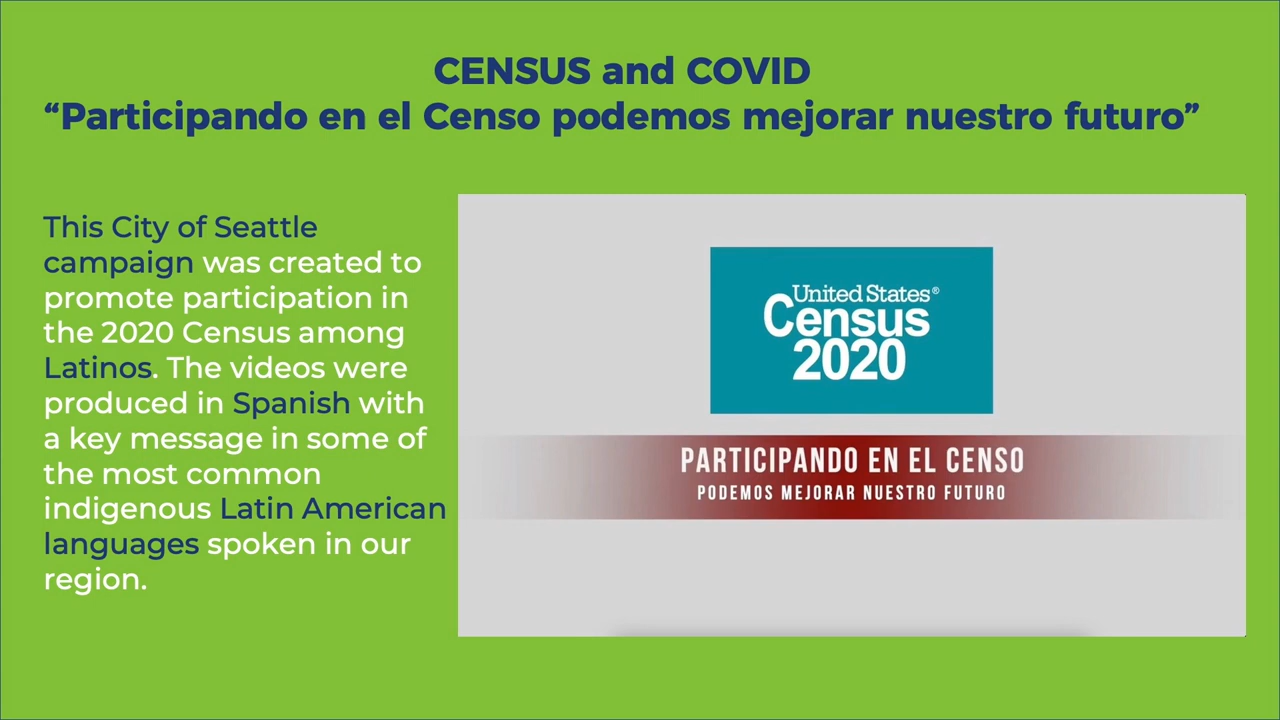 CENSUS and COVID
“Participando en el Censo podemos mejorar nuestro futuro”
This City of Seattle
campaign was created to
promote participation in
the 2020 Census among
Latinos. The videos were
produced in Spanish with
a key message in some of
the most common
indigenous Latin American
languages spoken in our
region.
United States®
Census
2020
PARTICIPANDO EN EL CENSO
PODEMOS MEJORAR NUESTRO FUTURO